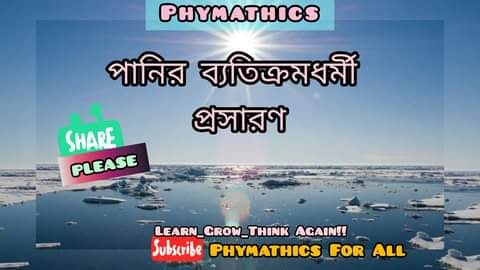 Phymathics
পানির ব্যতিক্রমধর্মী
প্রসারণ
SHARE
PLEASE
Learn_Grow_Think Again!!
Subscribe Phymathics For All